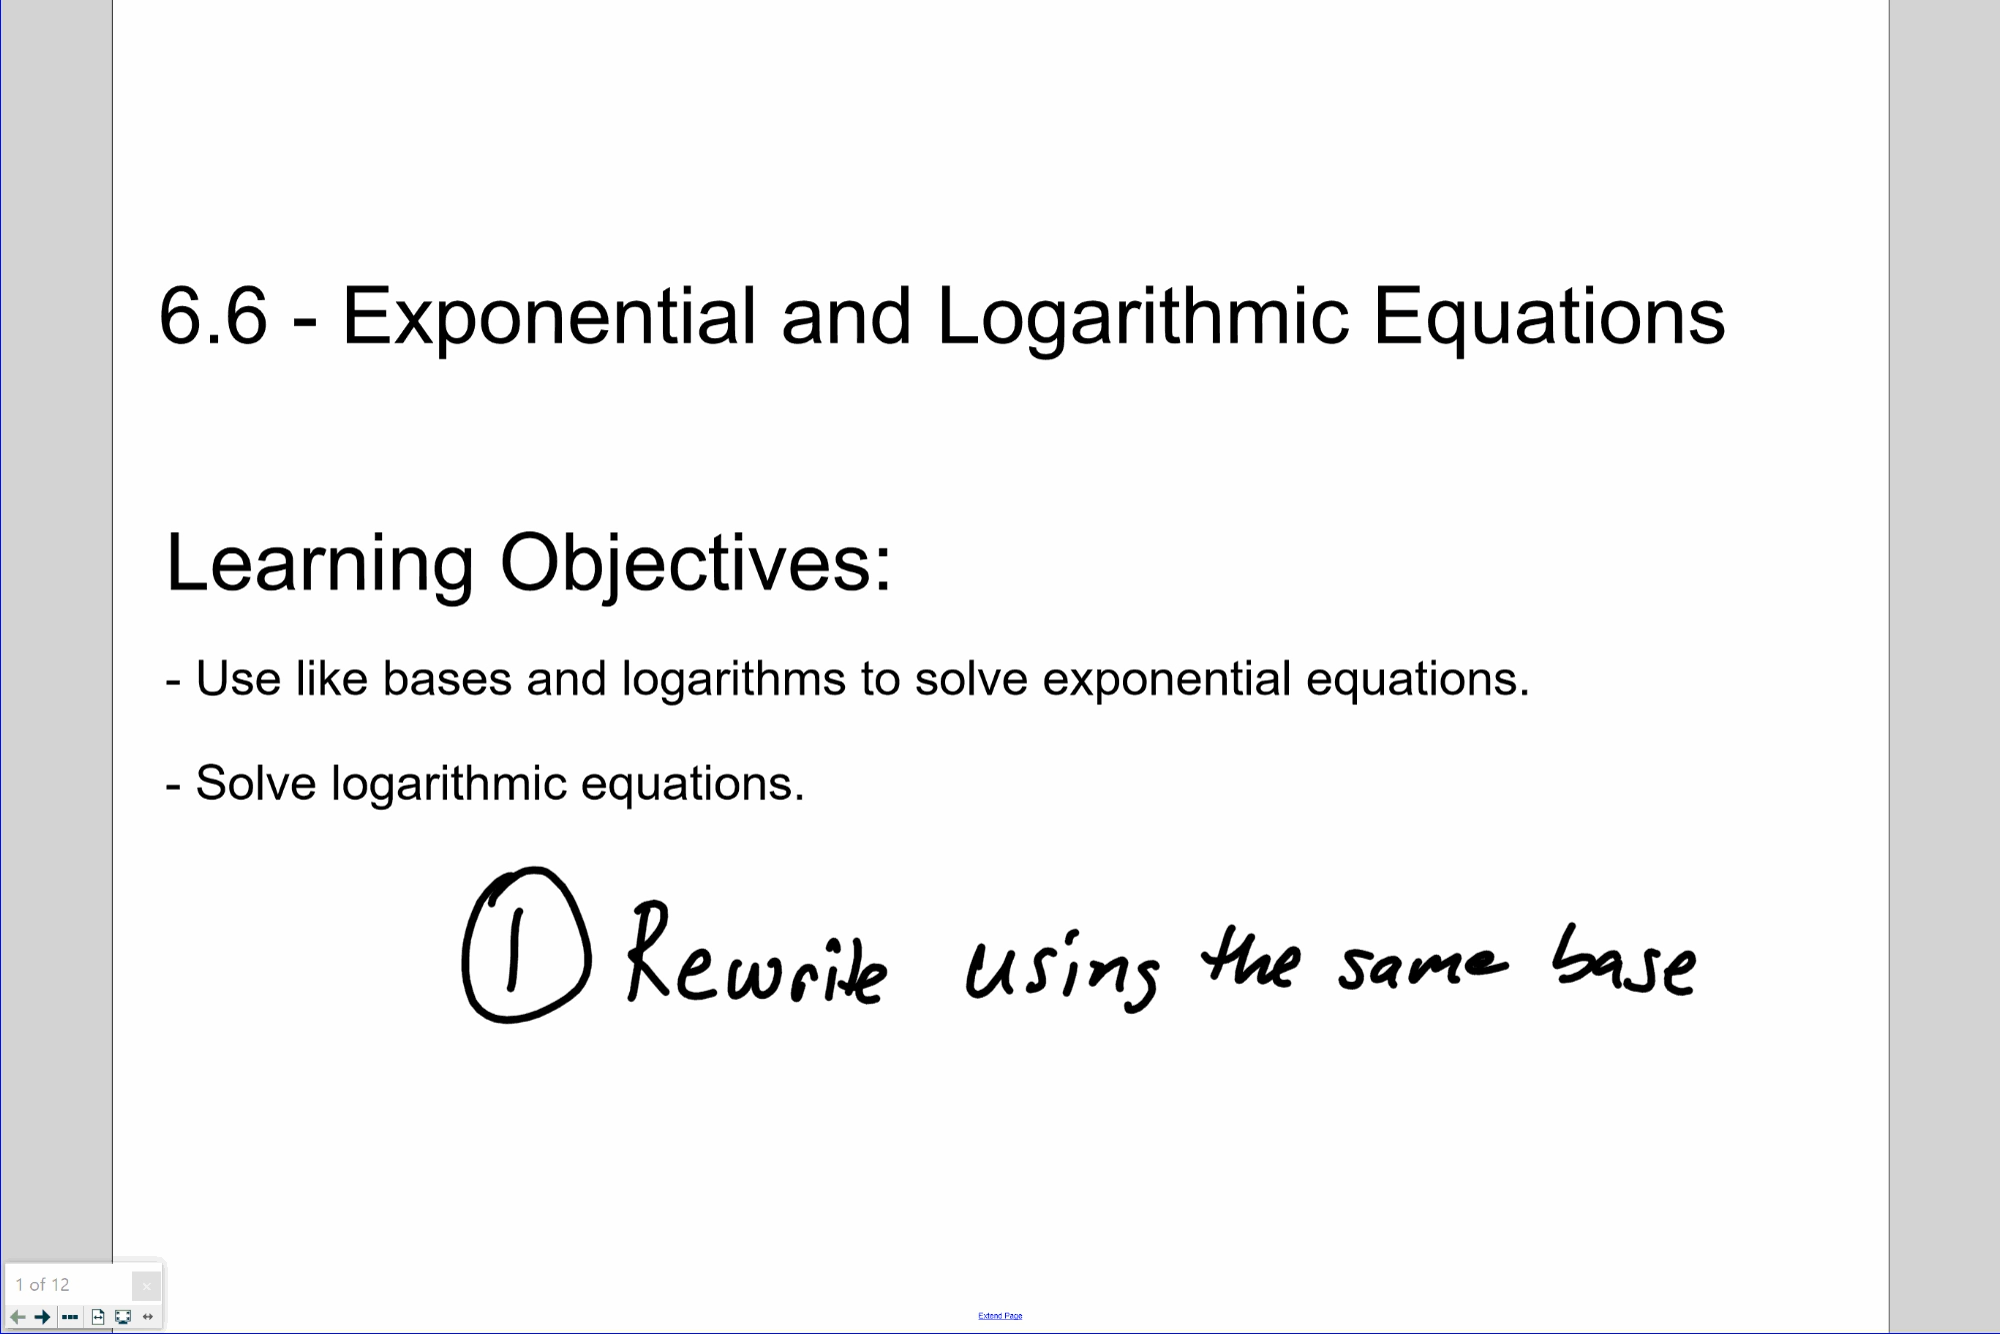 6.6 - Exponential and Logarithmic Equations
Learning Objectives:
- Use like bases and logarithms to solve exponential equations.
- Solve logarithmic equations.
1 Rewrite using the same base
1 of 12
Extend Page